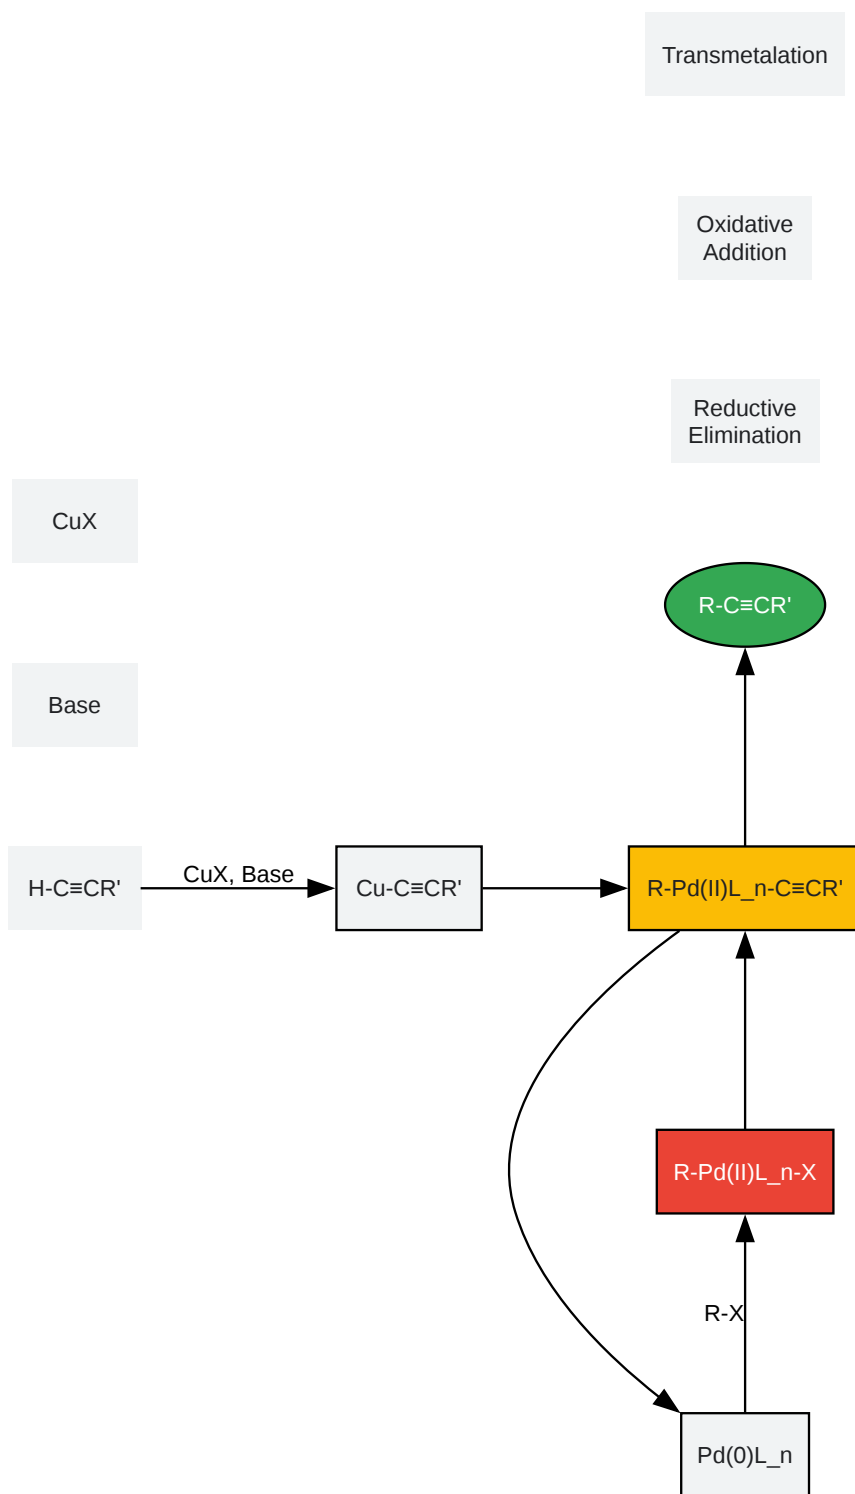 Transmetalation
Oxidative
Addition
Reductive
Elimination
CuX
R-C≡CR'
Base
H-C≡CR'
CuX, Base
Cu-C≡CR'
R-Pd(II)L_n-C≡CR'
R-Pd(II)L_n-X
R-X
Pd(0)L_n